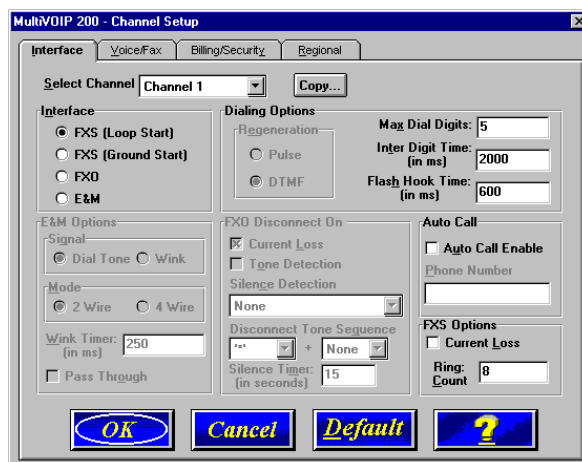 MultiVOIP 200 - Channel Setup
Interface Voice/Fax Billing/Security Regional
Select Channel Channel 1 Copy...
Interface
FXS (Loop Start)
FXS (Ground Start)
FXO
E&M
Dialing Options
Regeneration
Pulse
DTMF
Max Dial Digits: 5
Inter Digit Time: 2000
(in ms)
Flash Hook Time: 600
(in ms)
E&M Options
Signal
Dial Tone Wink
Mode
2 Wire 4 Wire
Wink Timer: 250
(in ms)
Pass Through
FXO Disconnect On
Current Loss
Tone Detection
Silence Detection
None
Disconnect Tone Sequence
'*' + None
Silence Timer: 15
(in seconds)
Auto Call
Auto Call Enable
Phone Number
FXS Options
Current Loss
Ring: 8
Count
OK Cancel Default ?